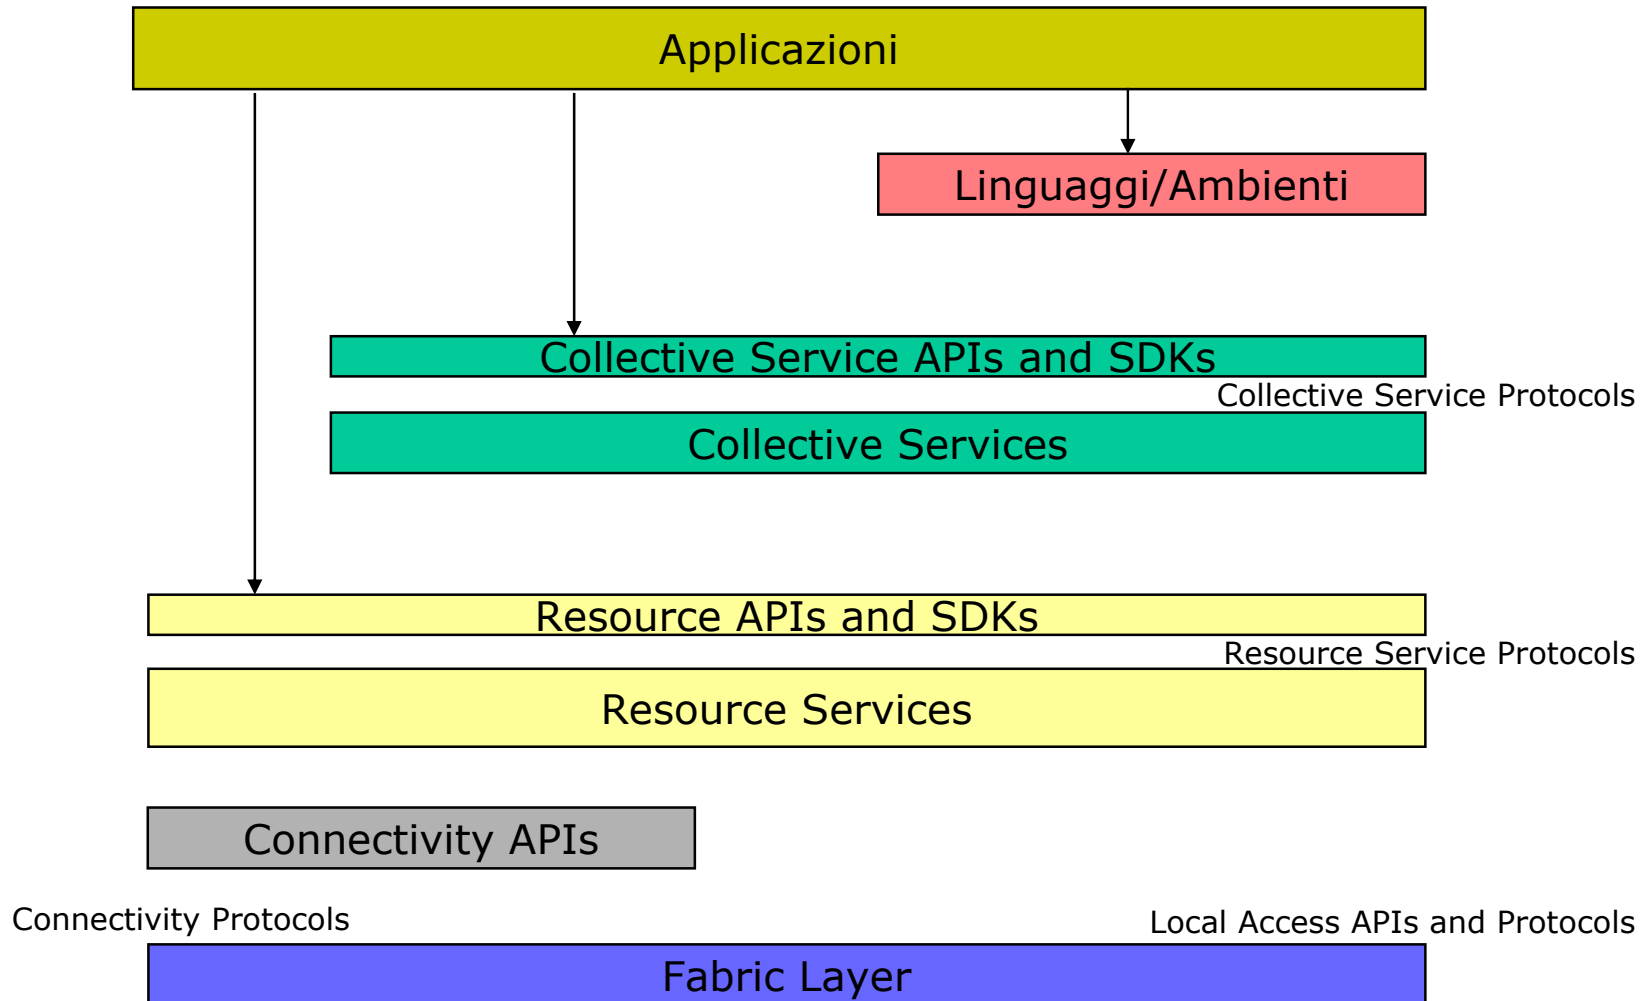 Applicazioni
Linguaggi/Ambienti
Collective Service APIs and SDKs
Collective Service Protocols
Collective Services
Resource APIs and SDKs
Resource Service Protocols
Resource Services
Connectivity APIs
Connectivity Protocols
Local Access APIs and Protocols
Fabric Layer